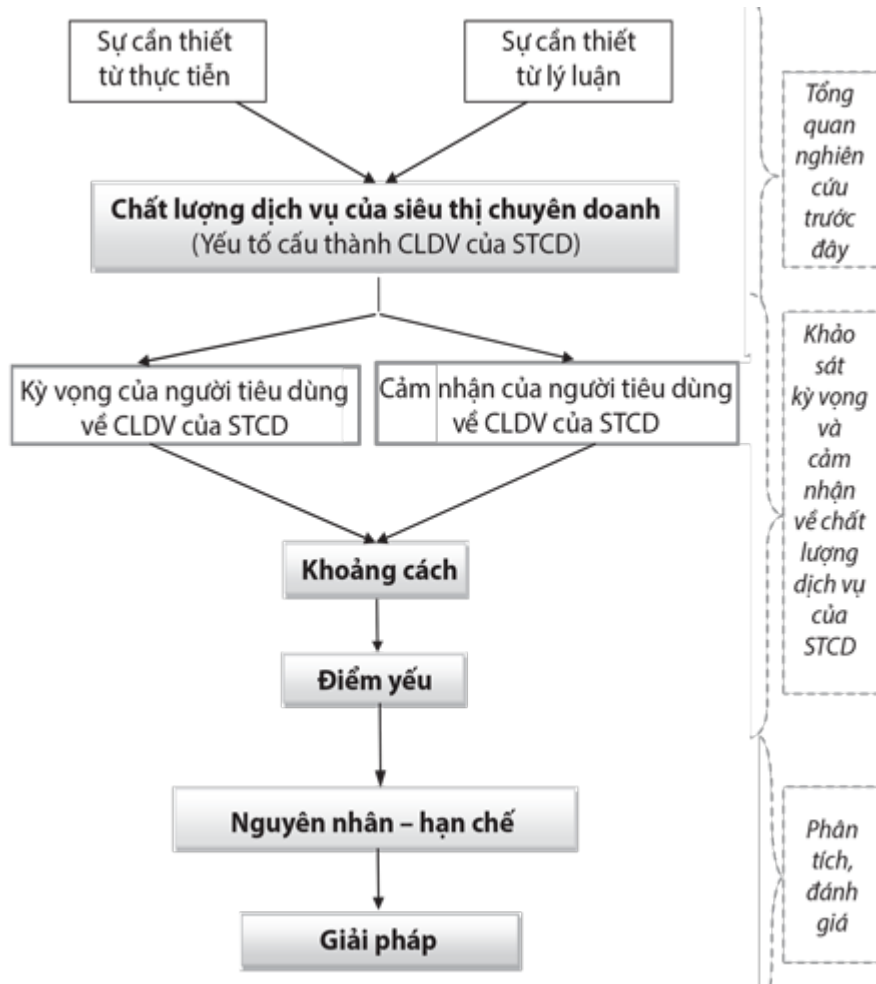 Sự cần thiết
từ thực tiễn
Sự cần thiết
từ lý luận
Chất lượng dịch vụ của siêu thị chuyên doanh
(Yếu tố cấu thành CLDV của STCD)
Kỳ vọng của người tiêu dùng
về CLDV của STCD
Cảm nhận của người tiêu dùng
về CLDV của STCD
Khoảng cách
Điểm yếu
Nguyên nhân – hạn chế
Giải pháp
Tổng
quan
nghiên
cứu
trước
đây
Khảo
sát
kỳ vọng
và
cảm
nhận
về chất
lượng
dịch vụ
của
STCD
Phân
tích,
đánh
giá